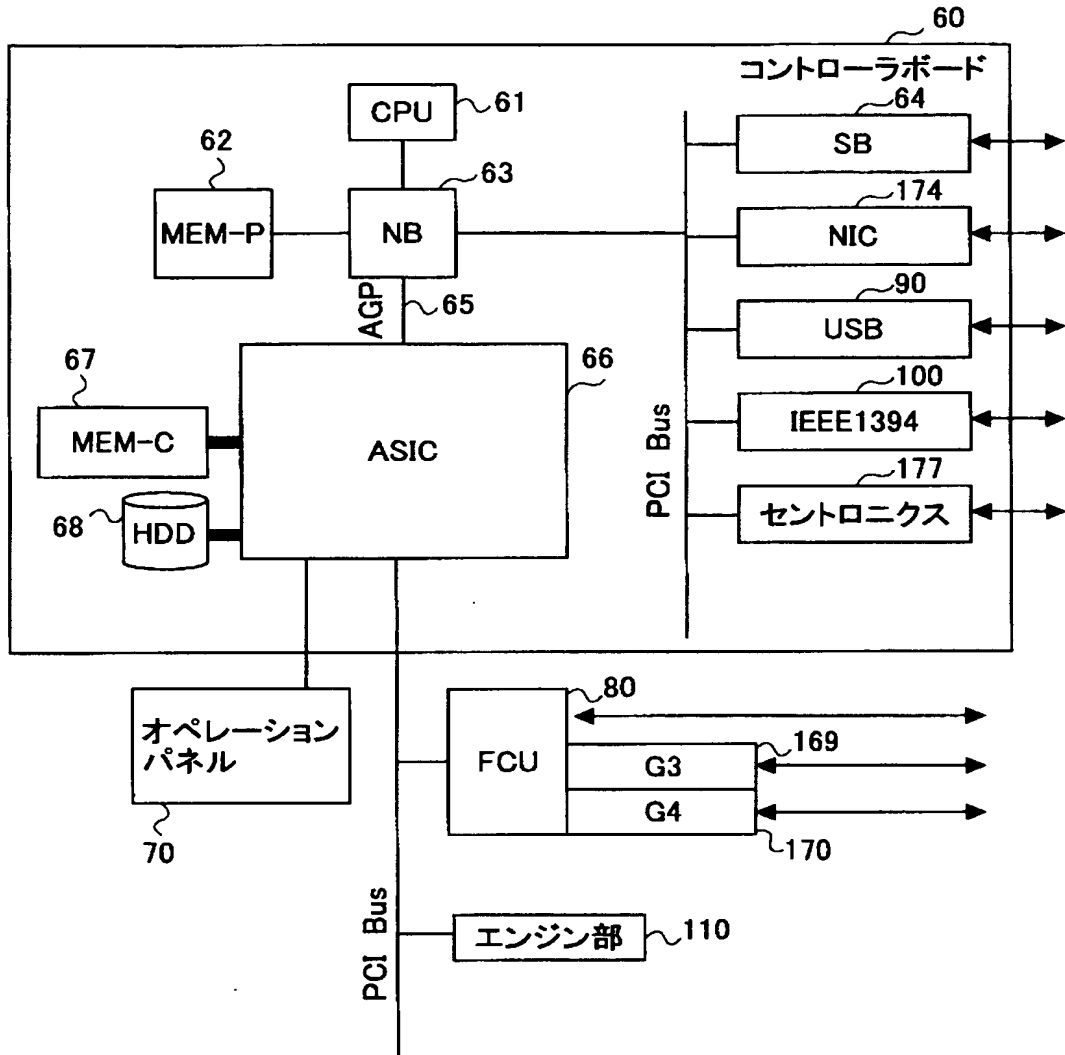 60
コントローラボード
CPU
61
64
SB
62
63
MEM-P
NB
174
NIC
AGP
65
90
USB
67
66
100
IEEE1394
MEM-C
ASIC
PCI Bus
177
セントロニクス
68
HDD
80
オペレーション
パネル
FCU
169
G3
G4
70
170
PCI Bus
エンジン部
110